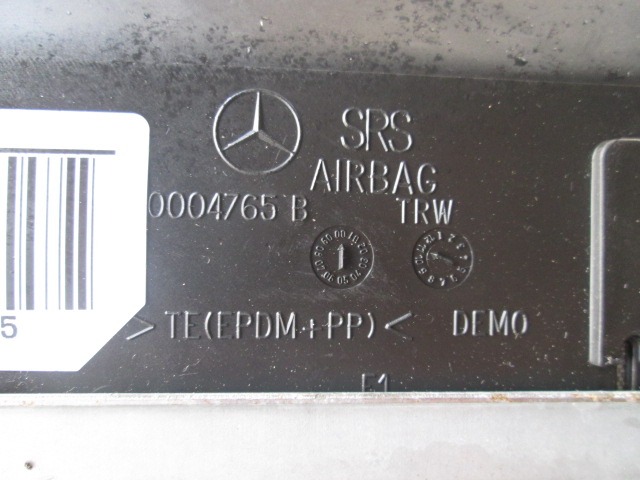 SRS
AIRBAG
0004765 B
TRW
>TE(EPDM+PP)<
DEMO
5